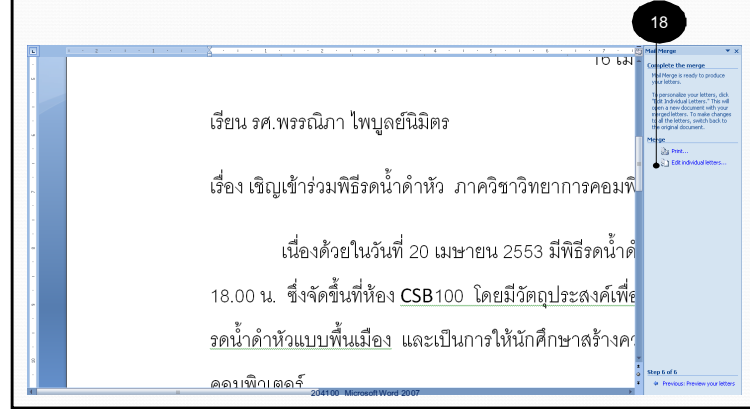 18
Mail Merge
Complete the merge
Mail Merge is ready to produce
your letters.
To personalize your letters, click
"Edit Individual Letters." This will
open a new document with your
merged letters. To make changes
to all the letters, switch back to
the original document.
Merge
Print...
Edit individual letters...
16 เม
เรียน รศ.พรรณิภา ไพบูลย์นิมิตร
เรื่อง เชิญเข้าร่วมพิธีรดน้ำดำหัว ภาควิชาวิทยาการคอมพิ
เนื่องด้วยในวันที่ 20 เมษายน 2553 มีพิธีรดน้ำด
18.00 น. ซึ่งจัดขึ้นที่ห้อง CSB100 โดยมีวัตถุประสงค์เพื่อ
รดน้ำดำหัวแบบพื้นเมือง และเป็นการให้นักศึกษาสร้างคว
คอมพิวเตอร์
Step 6 of 6
Previous: Preview your letters
204100 Microsoft Word 2007